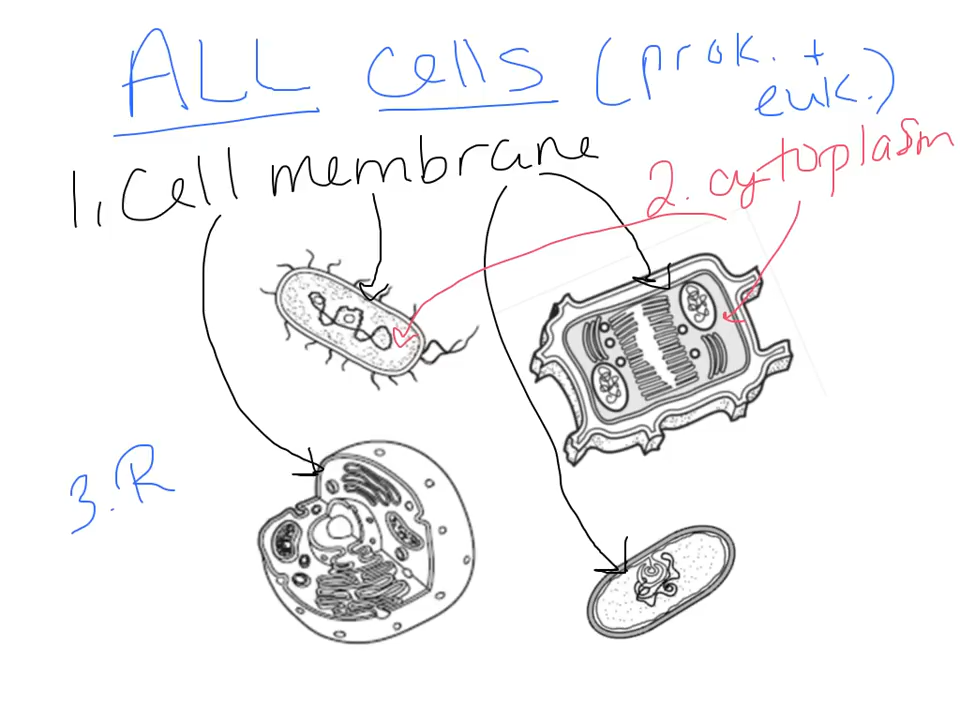 ALL cells (prok. +
euk.)
1. Cell membrane
2. cytoplasm
3. R